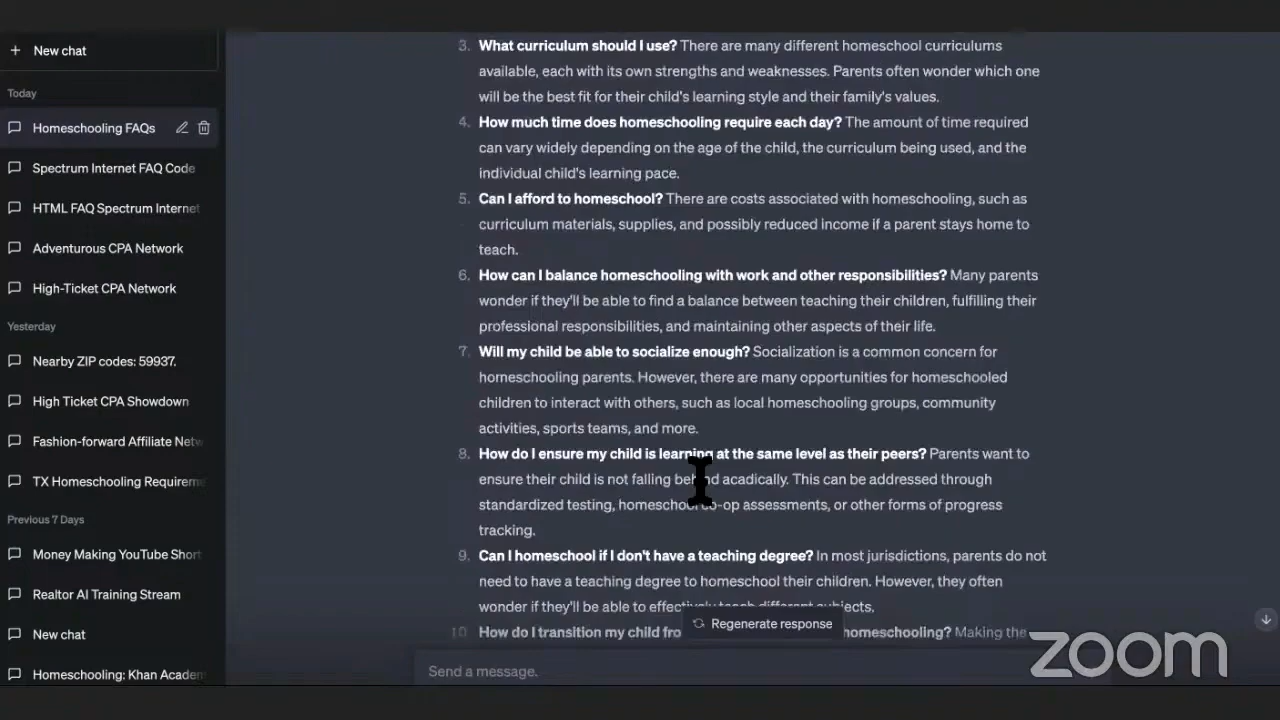 New chat
Today
Homeschooling FAQs
Spectrum Internet FAQ Code
HTML FAQ Spectrum Internet
Adventurous CPA Network
High-Ticket CPA Network
Yesterday
Nearby ZIP codes: 59937.
High Ticket CPA Showdown
Fashion-forward Affiliate Netw
TX Homeschooling Requirem
Previous 7 Days
Money Making YouTube Short
Realtor AI Training Stream
New chat
Homeschooling: Khan Academ
3. What curriculum should I use? There are many different homeschool curriculums
available, each with its own strengths and weaknesses. Parents often wonder which one
will be the best fit for their child's learning style and their family's values.
4. How much time does homeschooling require each day? The amount of time required
can vary widely depending on the age of the child, the curriculum being used, and the
individual child's learning pace.
5. Can I afford to homeschool? There are costs associated with homeschooling, such as
curriculum materials, supplies, and possibly reduced income if a parent stays home to
teach.
6. How can I balance homeschooling with work and other responsibilities? Many parents
wonder if they'll be able to find a balance between teaching their children, fulfilling their
professional responsibilities, and maintaining other aspects of their life.
7. Will my child be able to socialize enough? Socialization is a common concern for
homeschooling parents. However, there are many opportunities for homeschooled
children to interact with others, such as local homeschooling groups, community
activities, sports teams, and more.
8. How do I ensure my child is learning at the same level as their peers? Parents want to
ensure their child is not falling behind acadically. This can be addressed through
standardized testing, homeschool co-op assessments, or other forms of progress
tracking.
9. Can I homeschool if I don't have a teaching degree? In most jurisdictions, parents do not
need to have a teaching degree to homeschool their children. However, they often
wonder if they'll be able to effectively teach different subjects.
10. How do I transition my child fro homeschooling? Making the
Regenerate response
Send a message.
zoom